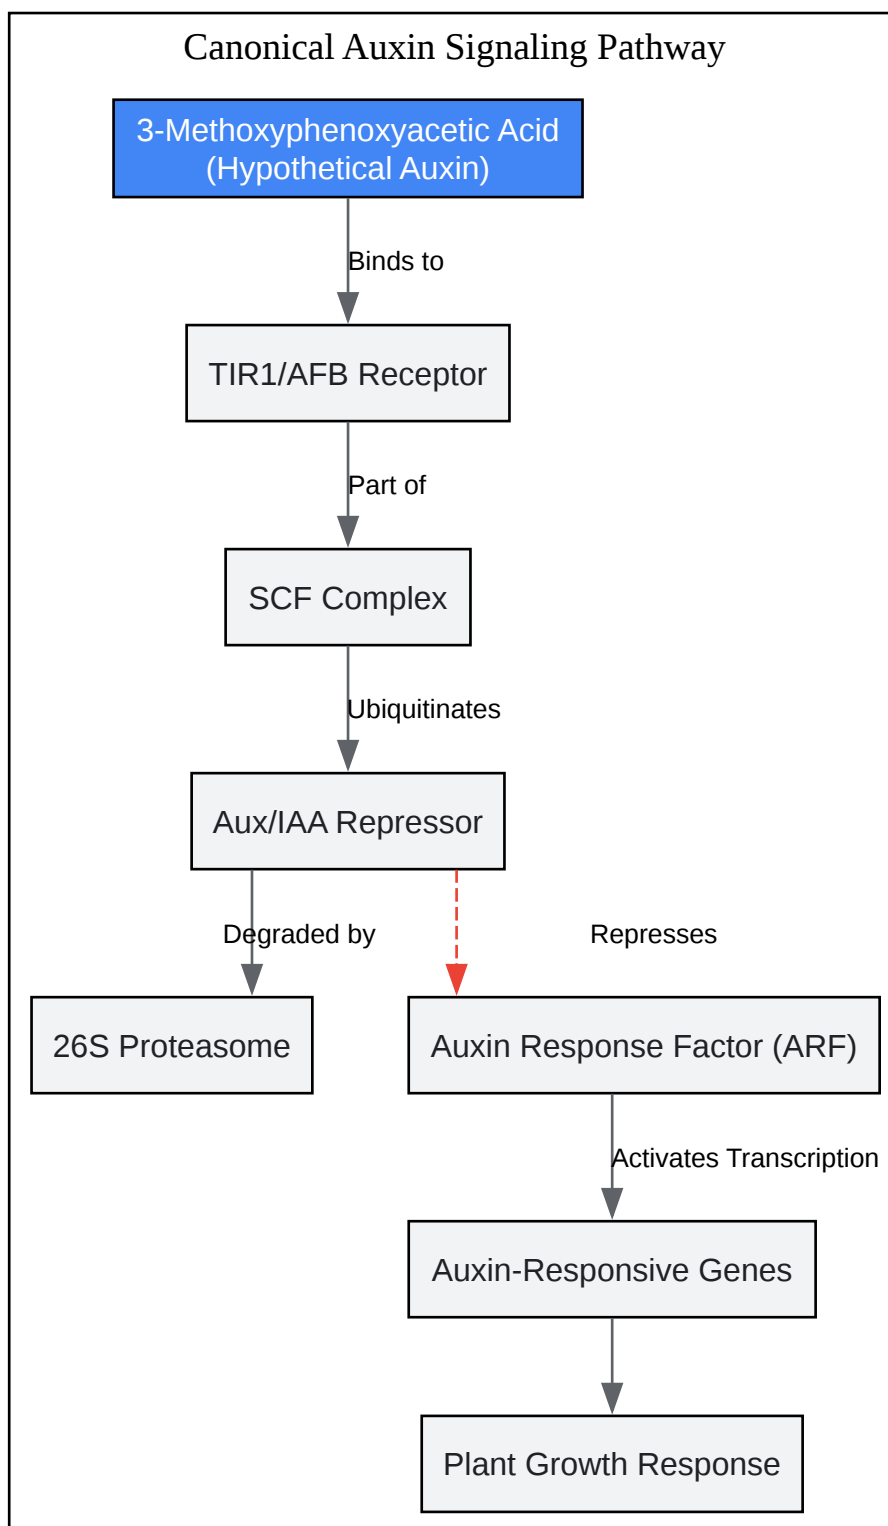 Canonical Auxin Signaling Pathway
3-Methoxyphenoxyacetic Acid
(Hypothetical Auxin)
Binds to
TIR1/AFB Receptor
Part of
SCF Complex
Ubiquitinates
Aux/IAA Repressor
Degraded by
Represses
26S Proteasome
Auxin Response Factor (ARF)
Activates Transcription
Auxin-Responsive Genes
Plant Growth Response